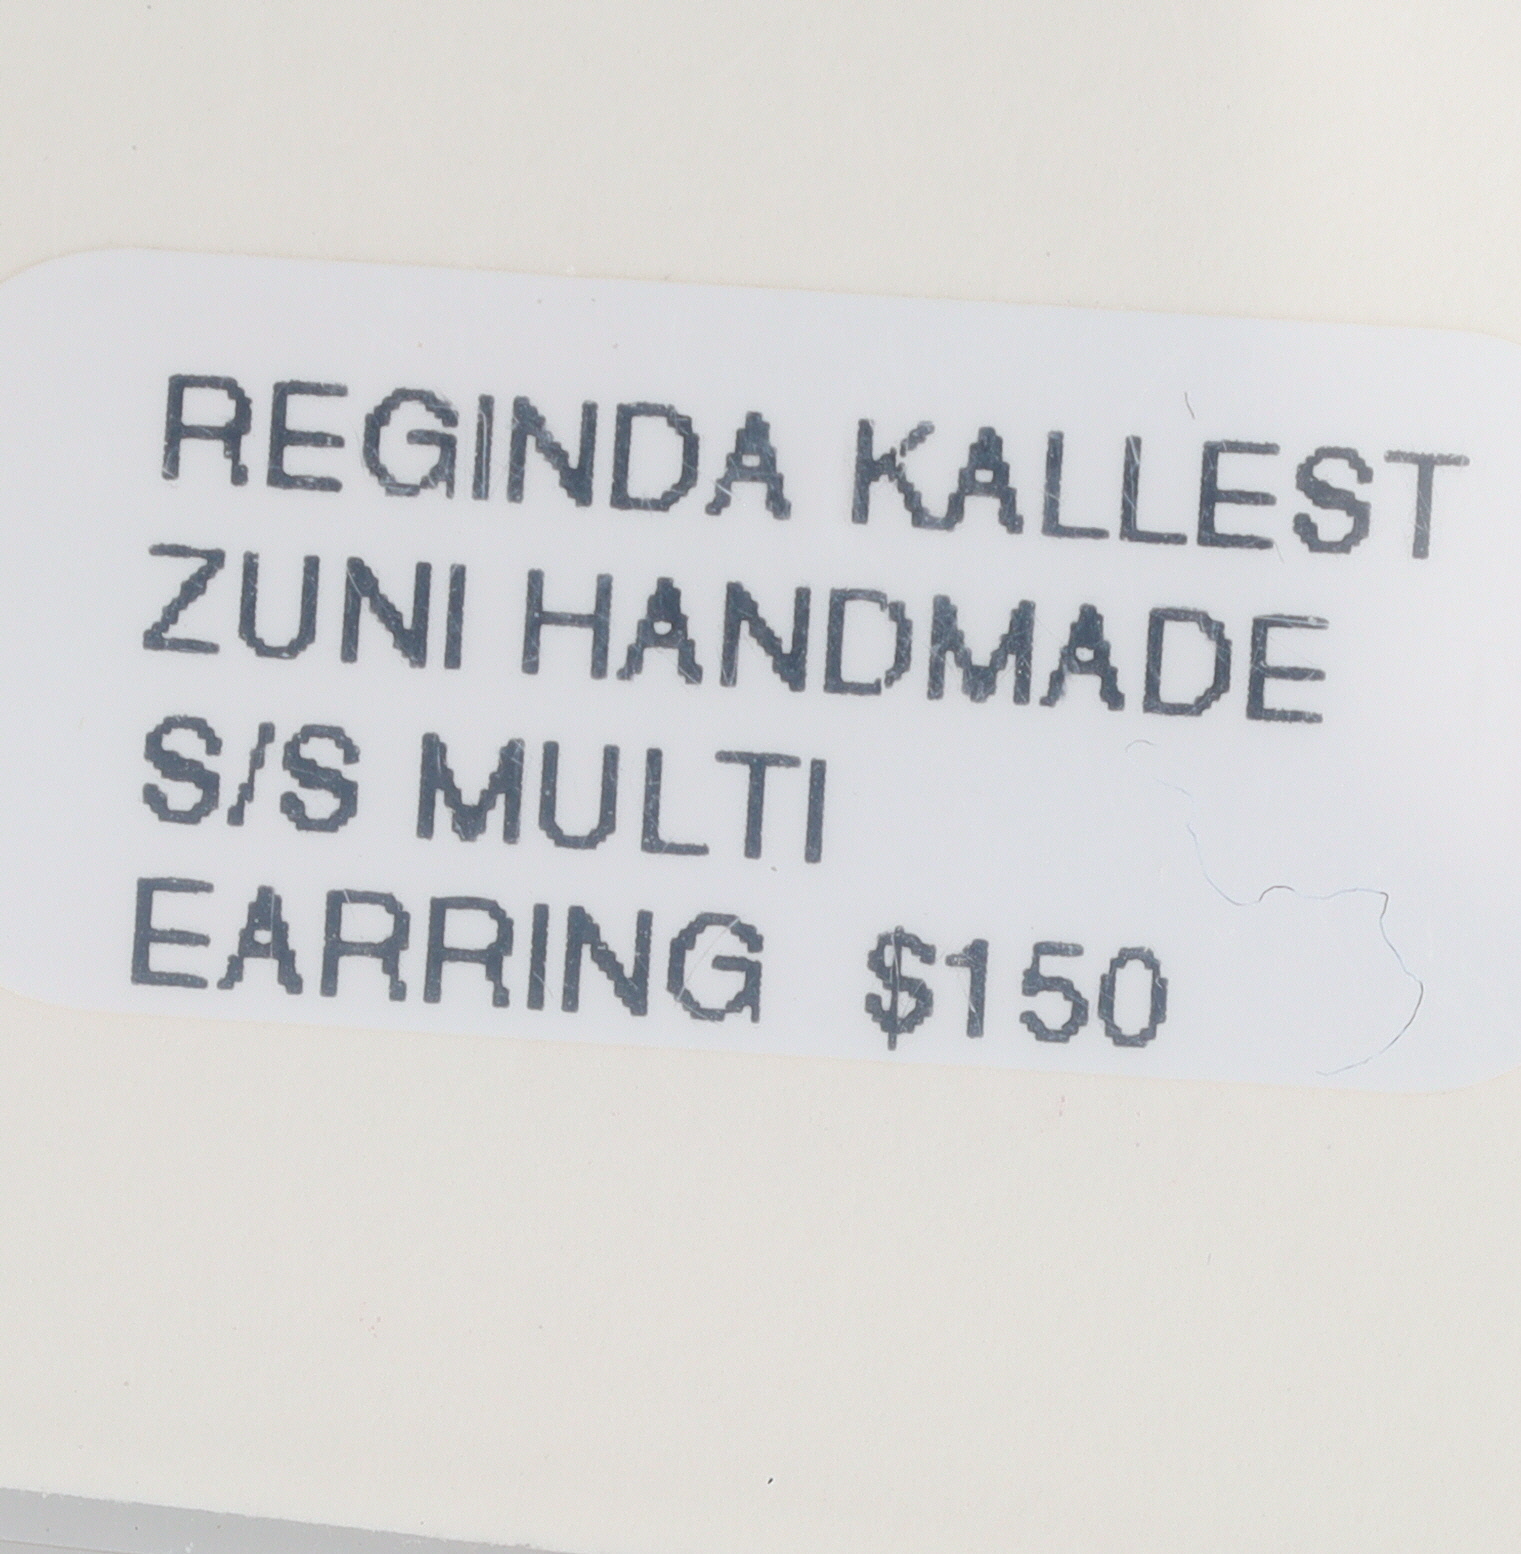 REGINDA KALLEST
ZUNI HANDMADE
S/S MULTI
EARRING $150